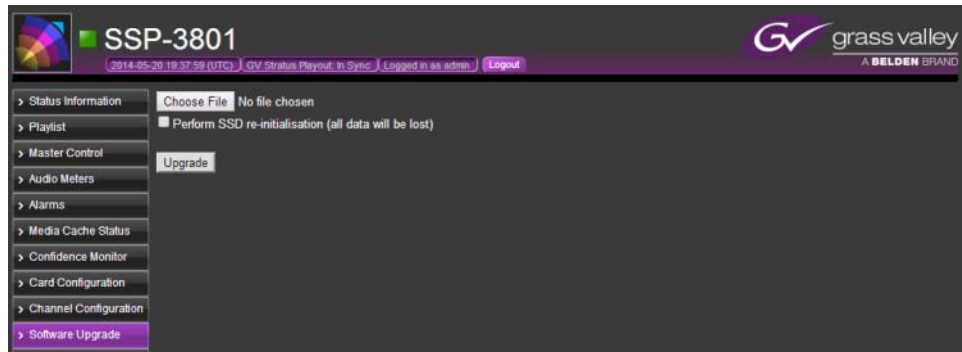 SSP-3801
2014-05-20 19:37:59 (UTC) GV Stratus Playout: In Sync Logged in as admin Logout
GV grass valley
A BELDEN BRAND
> Status Information
> Playlist
> Master Control
> Audio Meters
> Alarms
> Media Cache Status
> Confidence Monitor
> Card Configuration
> Channel Configuration
> Software Upgrade
Choose File No file chosen
Perform SSD re-initialisation (all data will be lost)
Upgrade